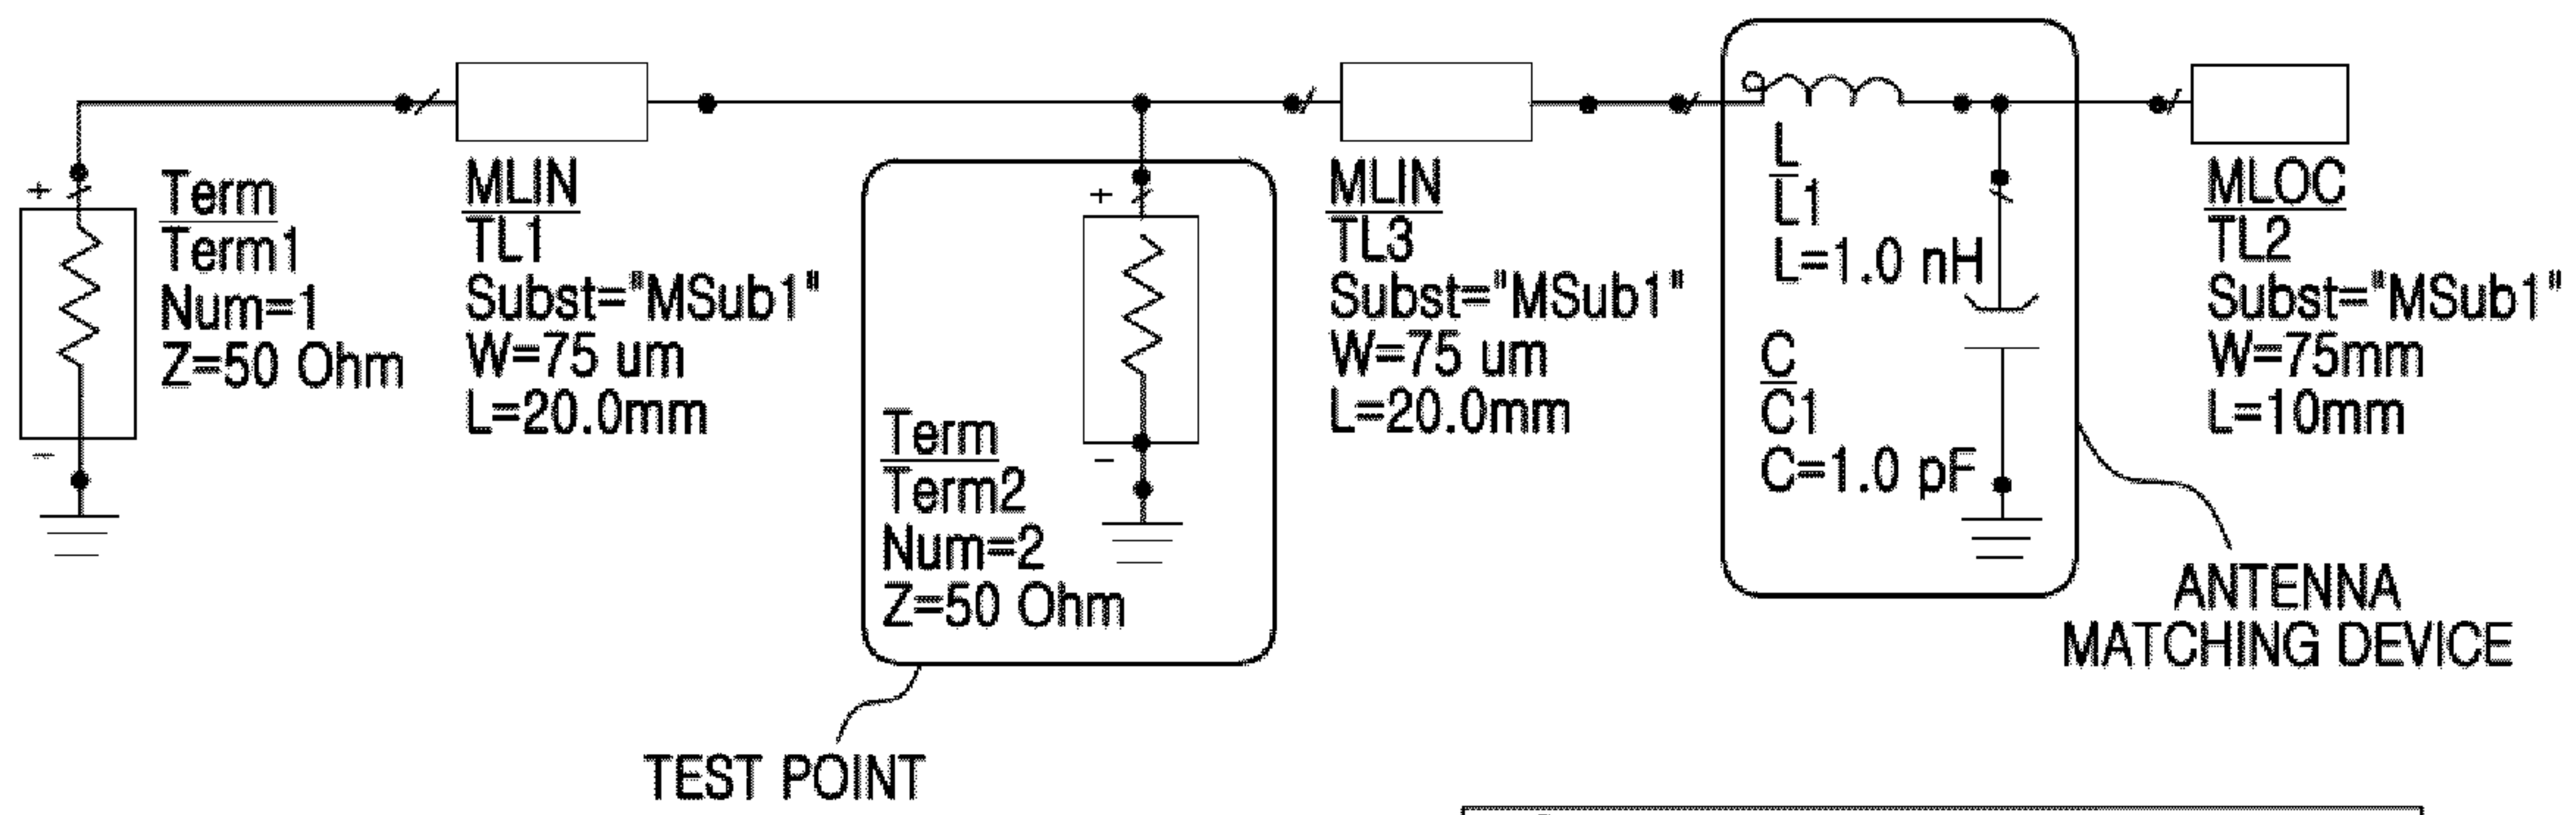 +
Term
Term1
Num=1
Z=50 Ohm
-
MLIN
TL1
Subst="MSub1"
W=75 um
L=20.0mm
+
-
Term
Term2
Num=2
Z=50 Ohm
TEST POINT
MLIN
TL3
Subst="MSub1"
W=75 um
L=20.0mm
L
L1
L=1.0 nH
C
C1
C=1.0 pF
MLOC
TL2
Subst="MSub1"
W=75mm
L=10mm
ANTENNA
MATCHING DEVICE